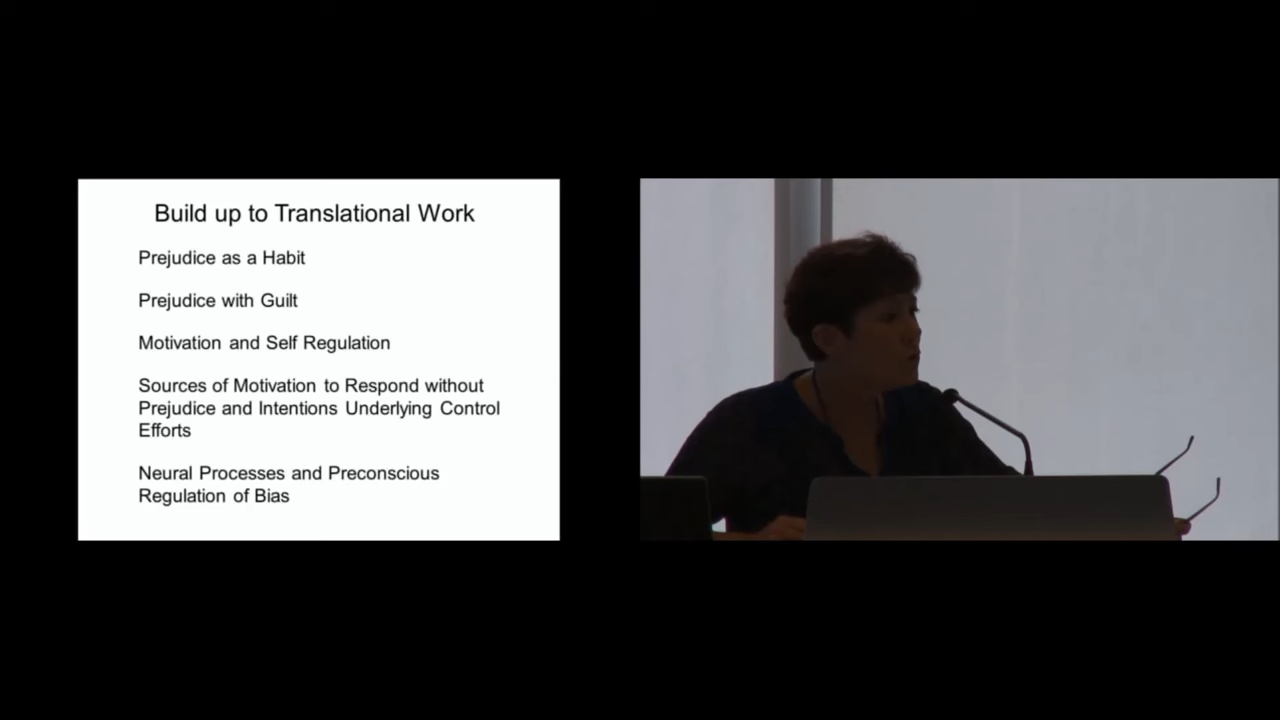 Build up to Translational Work
Prejudice as a Habit
Prejudice with Guilt
Motivation and Self Regulation
Sources of Motivation to Respond without
Prejudice and Intentions Underlying Control
Efforts
Neural Processes and Preconscious
Regulation of Bias